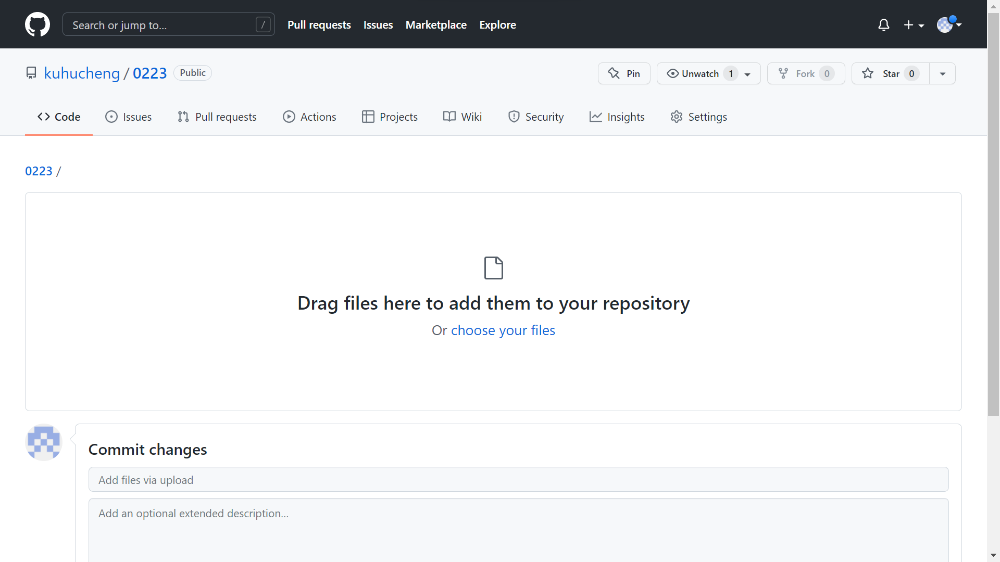 Search or jump to... /
Pull requests Issues Marketplace Explore
kuhucheng / 0223 Public
Pin Unwatch 1 Fork 0 Star 0
Code Issues Pull requests Actions Projects Wiki Security Insights Settings
0223 /
Drag files here to add them to your repository
Or choose your files
Commit changes
Add files via upload
Add an optional extended description...